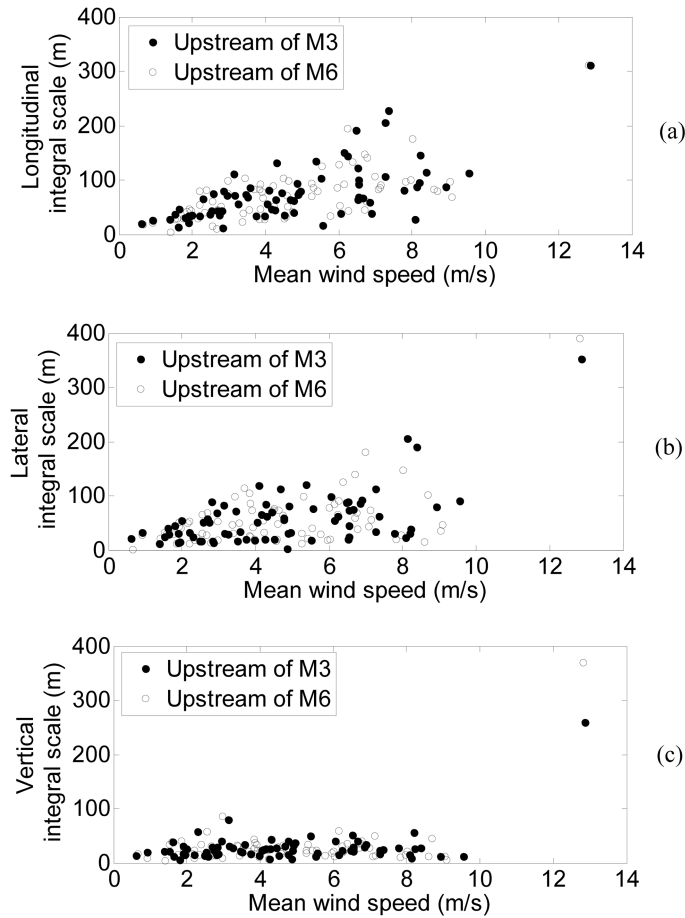 400
300
200
100
0
Longitudinal
integral scale (m)
Upstream of M3
Upstream of M6
(a)
0 2 4 6 8 10 12 14
Mean wind speed (m/s)
400
300
200
100
0
Lateral
integral scale (m)
Upstream of M3
Upstream of M6
(b)
0 2 4 6 8 10 12 14
Mean wind speed (m/s)
400
300
200
100
0
Vertical
integral scale (m)
Upstream of M3
Upstream of M6
(c)
0 2 4 6 8 10 12 14
Mean wind speed (m/s)